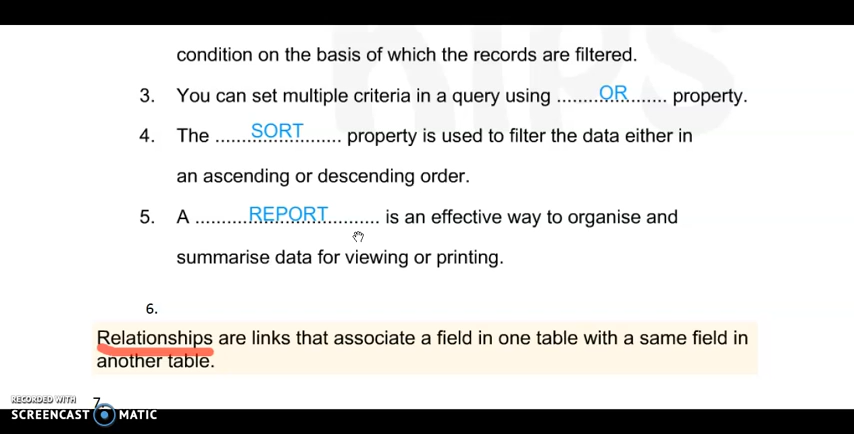 condition on the basis of which the records are filtered.
3. You can set multiple criteria in a query using ..........OR.......... property.
4. The ..........SORT.......... property is used to filter the data either in
an ascending or descending order.
5. A ..........REPORT.......... is an effective way to organise and
summarise data for viewing or printing.
6.
Relationships are links that associate a field in one table with a same field in
another table.
7.
RECORDED WITH
SCREENCAST MATIC